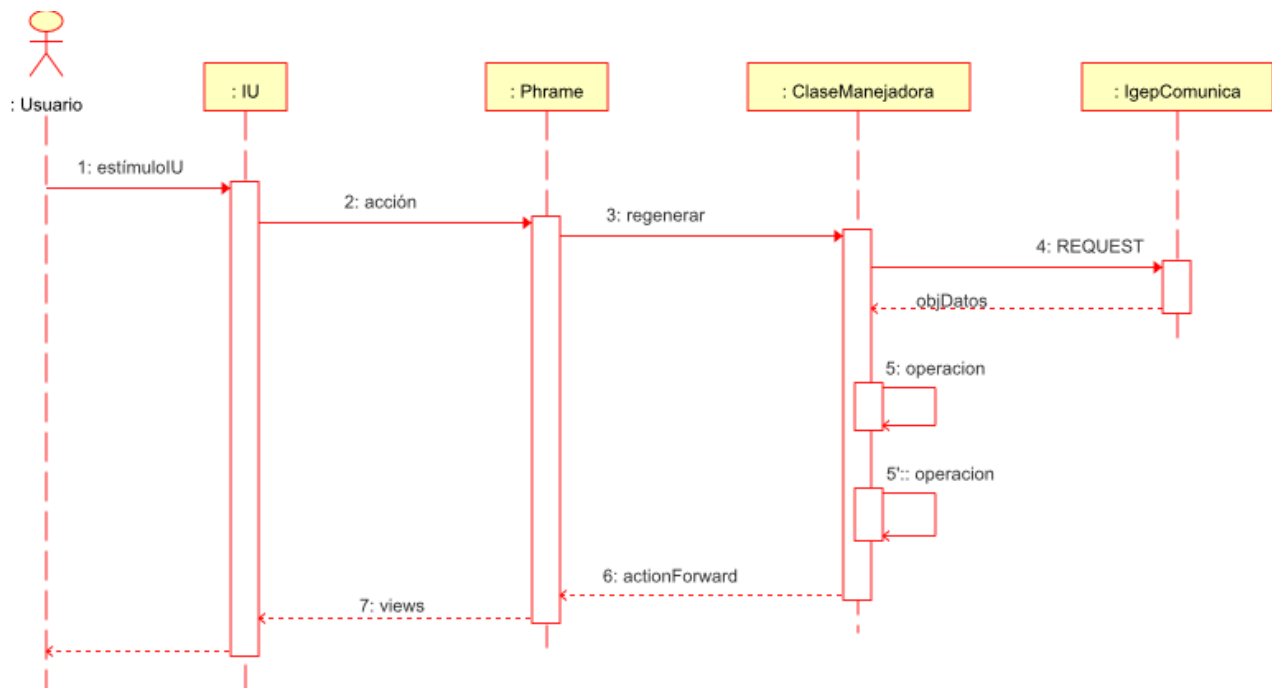 : Usuario
: IU
: Phrame
: ClaseManejadora
: IgepComunica
1: estímuloIU
2: acción
3: regenerar
4: REQUEST
objDatos
5: operacion
5':: operacion
6: actionForward
7: views